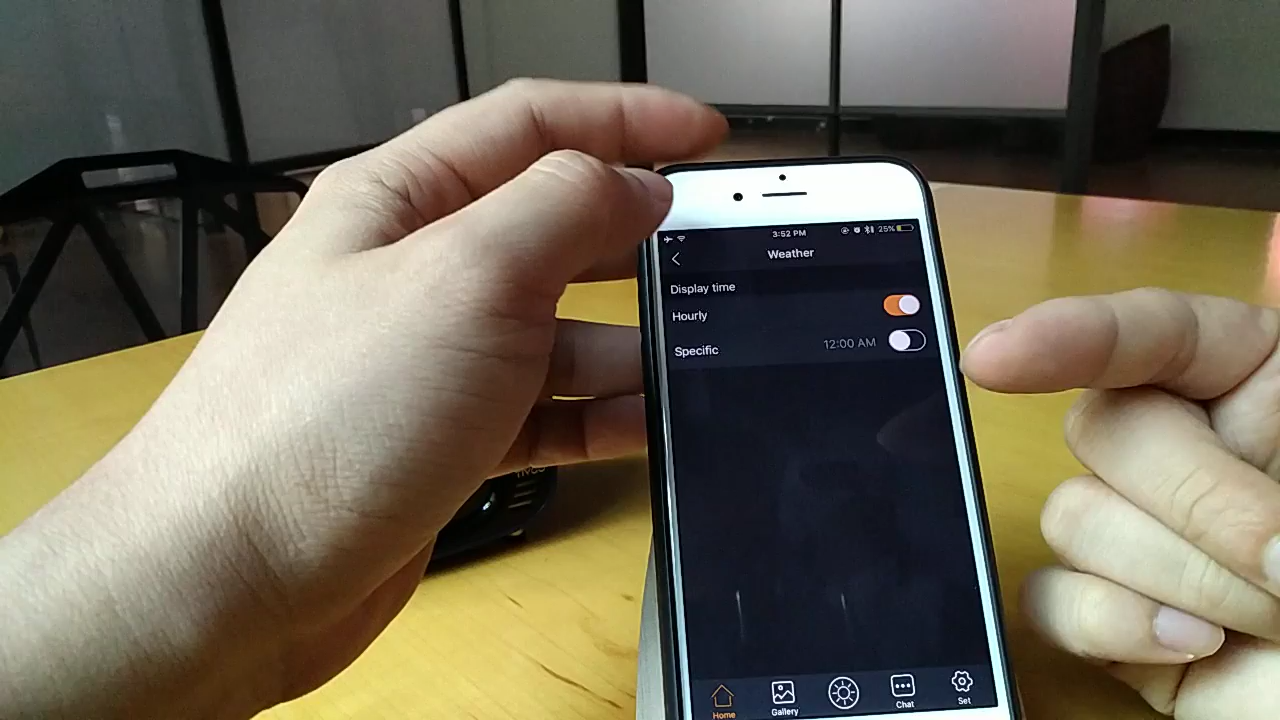 3:52 PM 25%
Weather
Display time
Hourly
Specific 12:00 AM
Home Gallery Chat Set